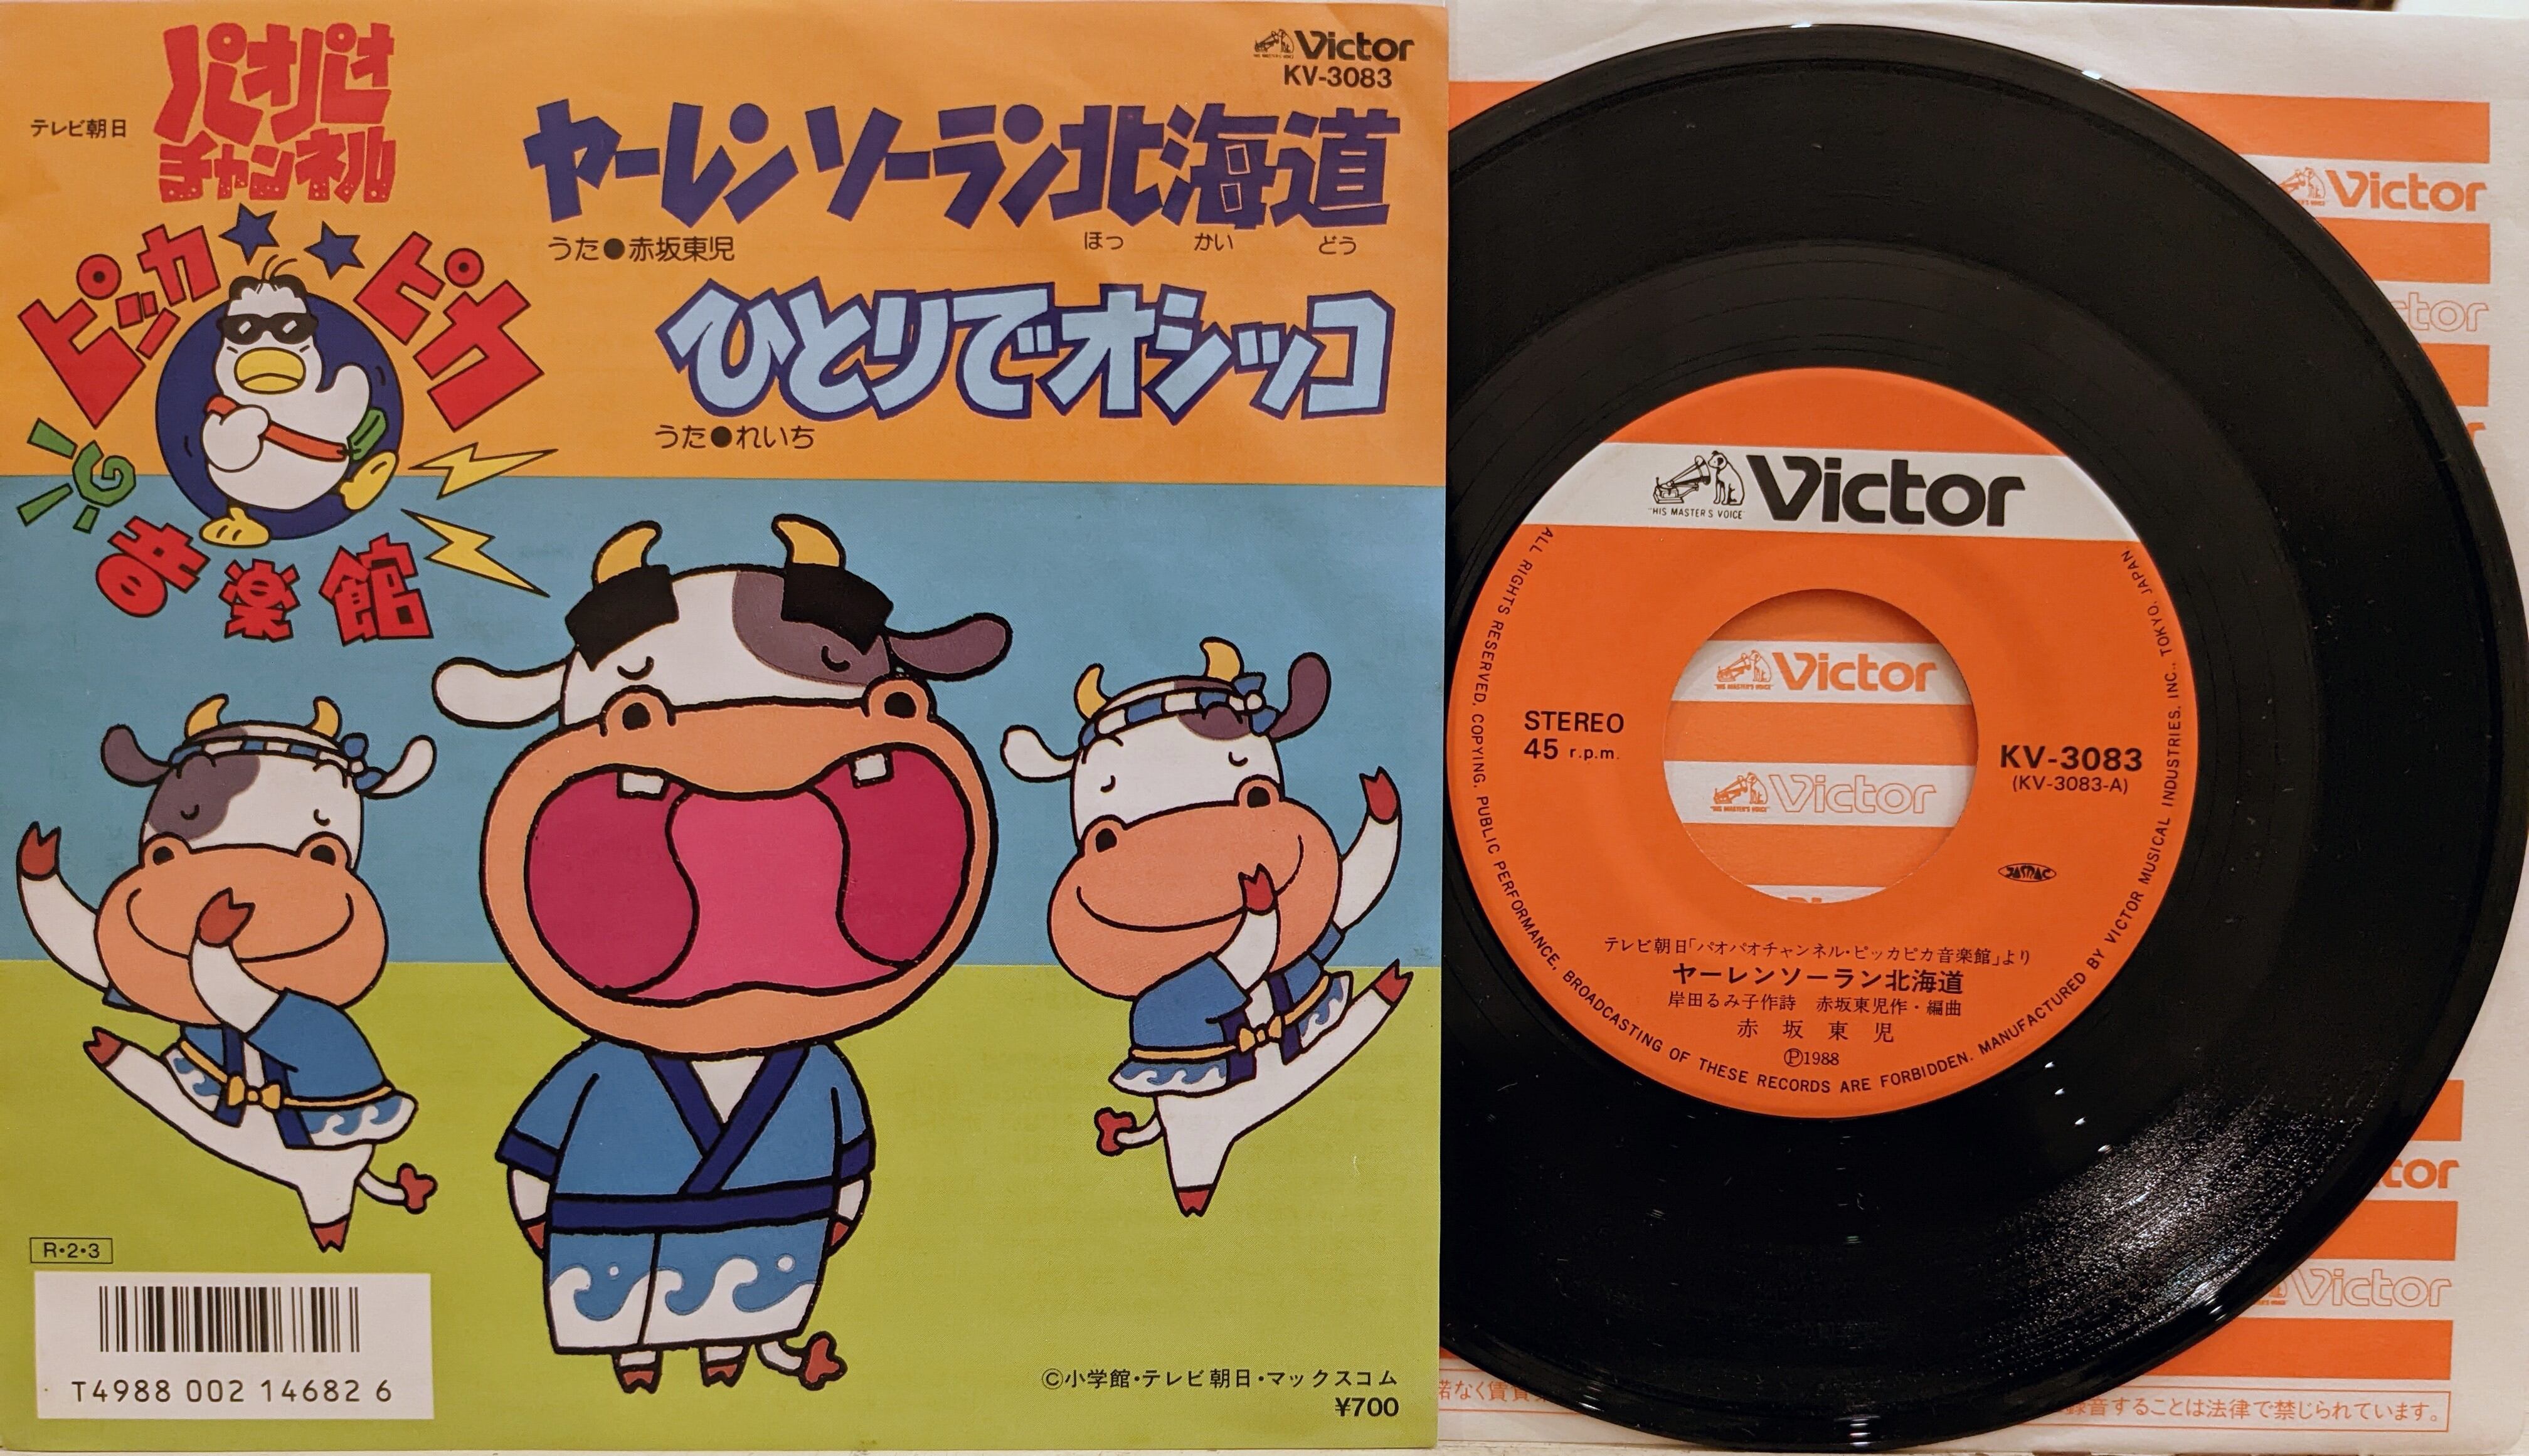 テレビ朝日
パオパオ
チャンネル
ピッカピカ
音楽館
Victor
KV-3083
ヤーレンソーラン北海道
ほっ かい どう
うた●赤坂東児
ひとりでオシッコ
うた●れいち
R・2・3
T4988 002 14682 6
©小学館・テレビ朝日・マックスコム
¥700
Victor
"HIS MASTER'S VOICE"
STEREO
45 r.p.m.
KV-3083
(KV-3083-A)
JASRAC
テレビ朝日「パオパオチャンネル・ピッカピカ音楽館」より
ヤーレンソーラン北海道
岸田るみ子作詩 赤坂東児作・編曲
赤坂東児
Ⓟ1988
ALL RIGHTS RESERVED. COPYING. PUBLIC PERFORMANCE. BROADCASTING OF THESE RECORDS ARE FORBIDDEN. MANUFACTURED BY VICTOR MUSICAL INDUSTRIES, INC., TOKYO, JAPAN
Victor
Victor
Victor
ctor
ctor
Victor
録音することは法律で禁じられています。